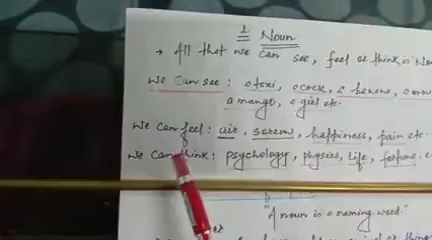 1 Noun
→ All that we can see, feel or think is Nou
We can see : a taxi, a cock, a banana, a
a mango, a girl etc.
We can feel : air, sorrow, happiness, pain etc.
We can think : psychology, physics, life, fortune.
"A noun is a naming word"